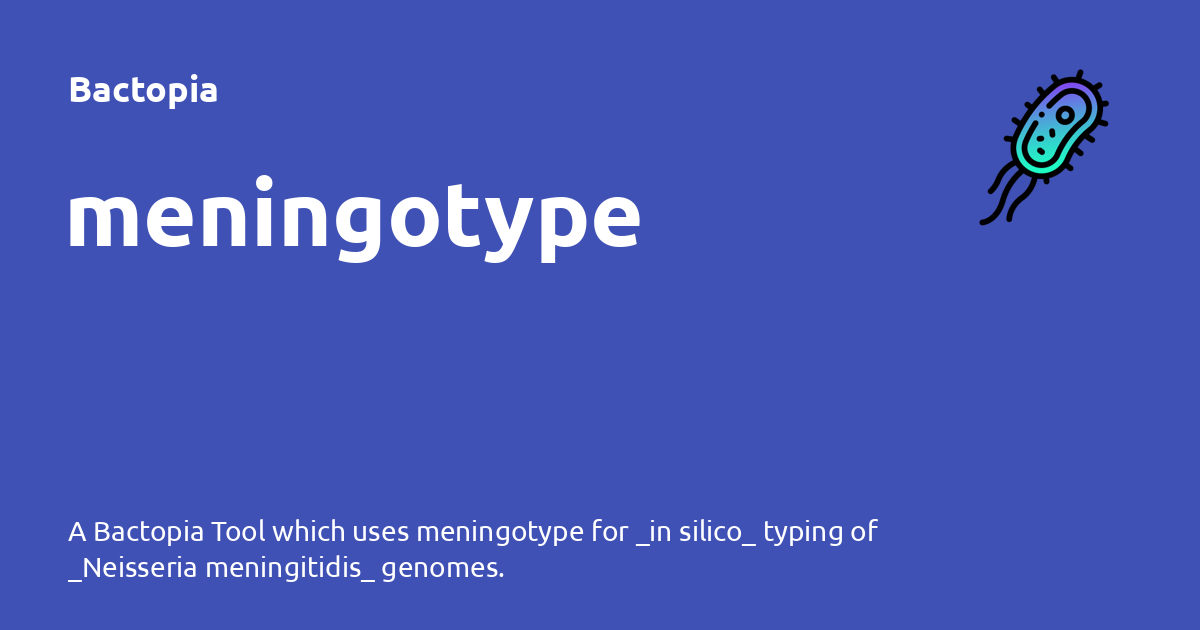 Bactopia
meningotype
A Bactopia Tool which uses meningotype for _in silico_ typing of
_Neisseria meningitidis_ genomes.